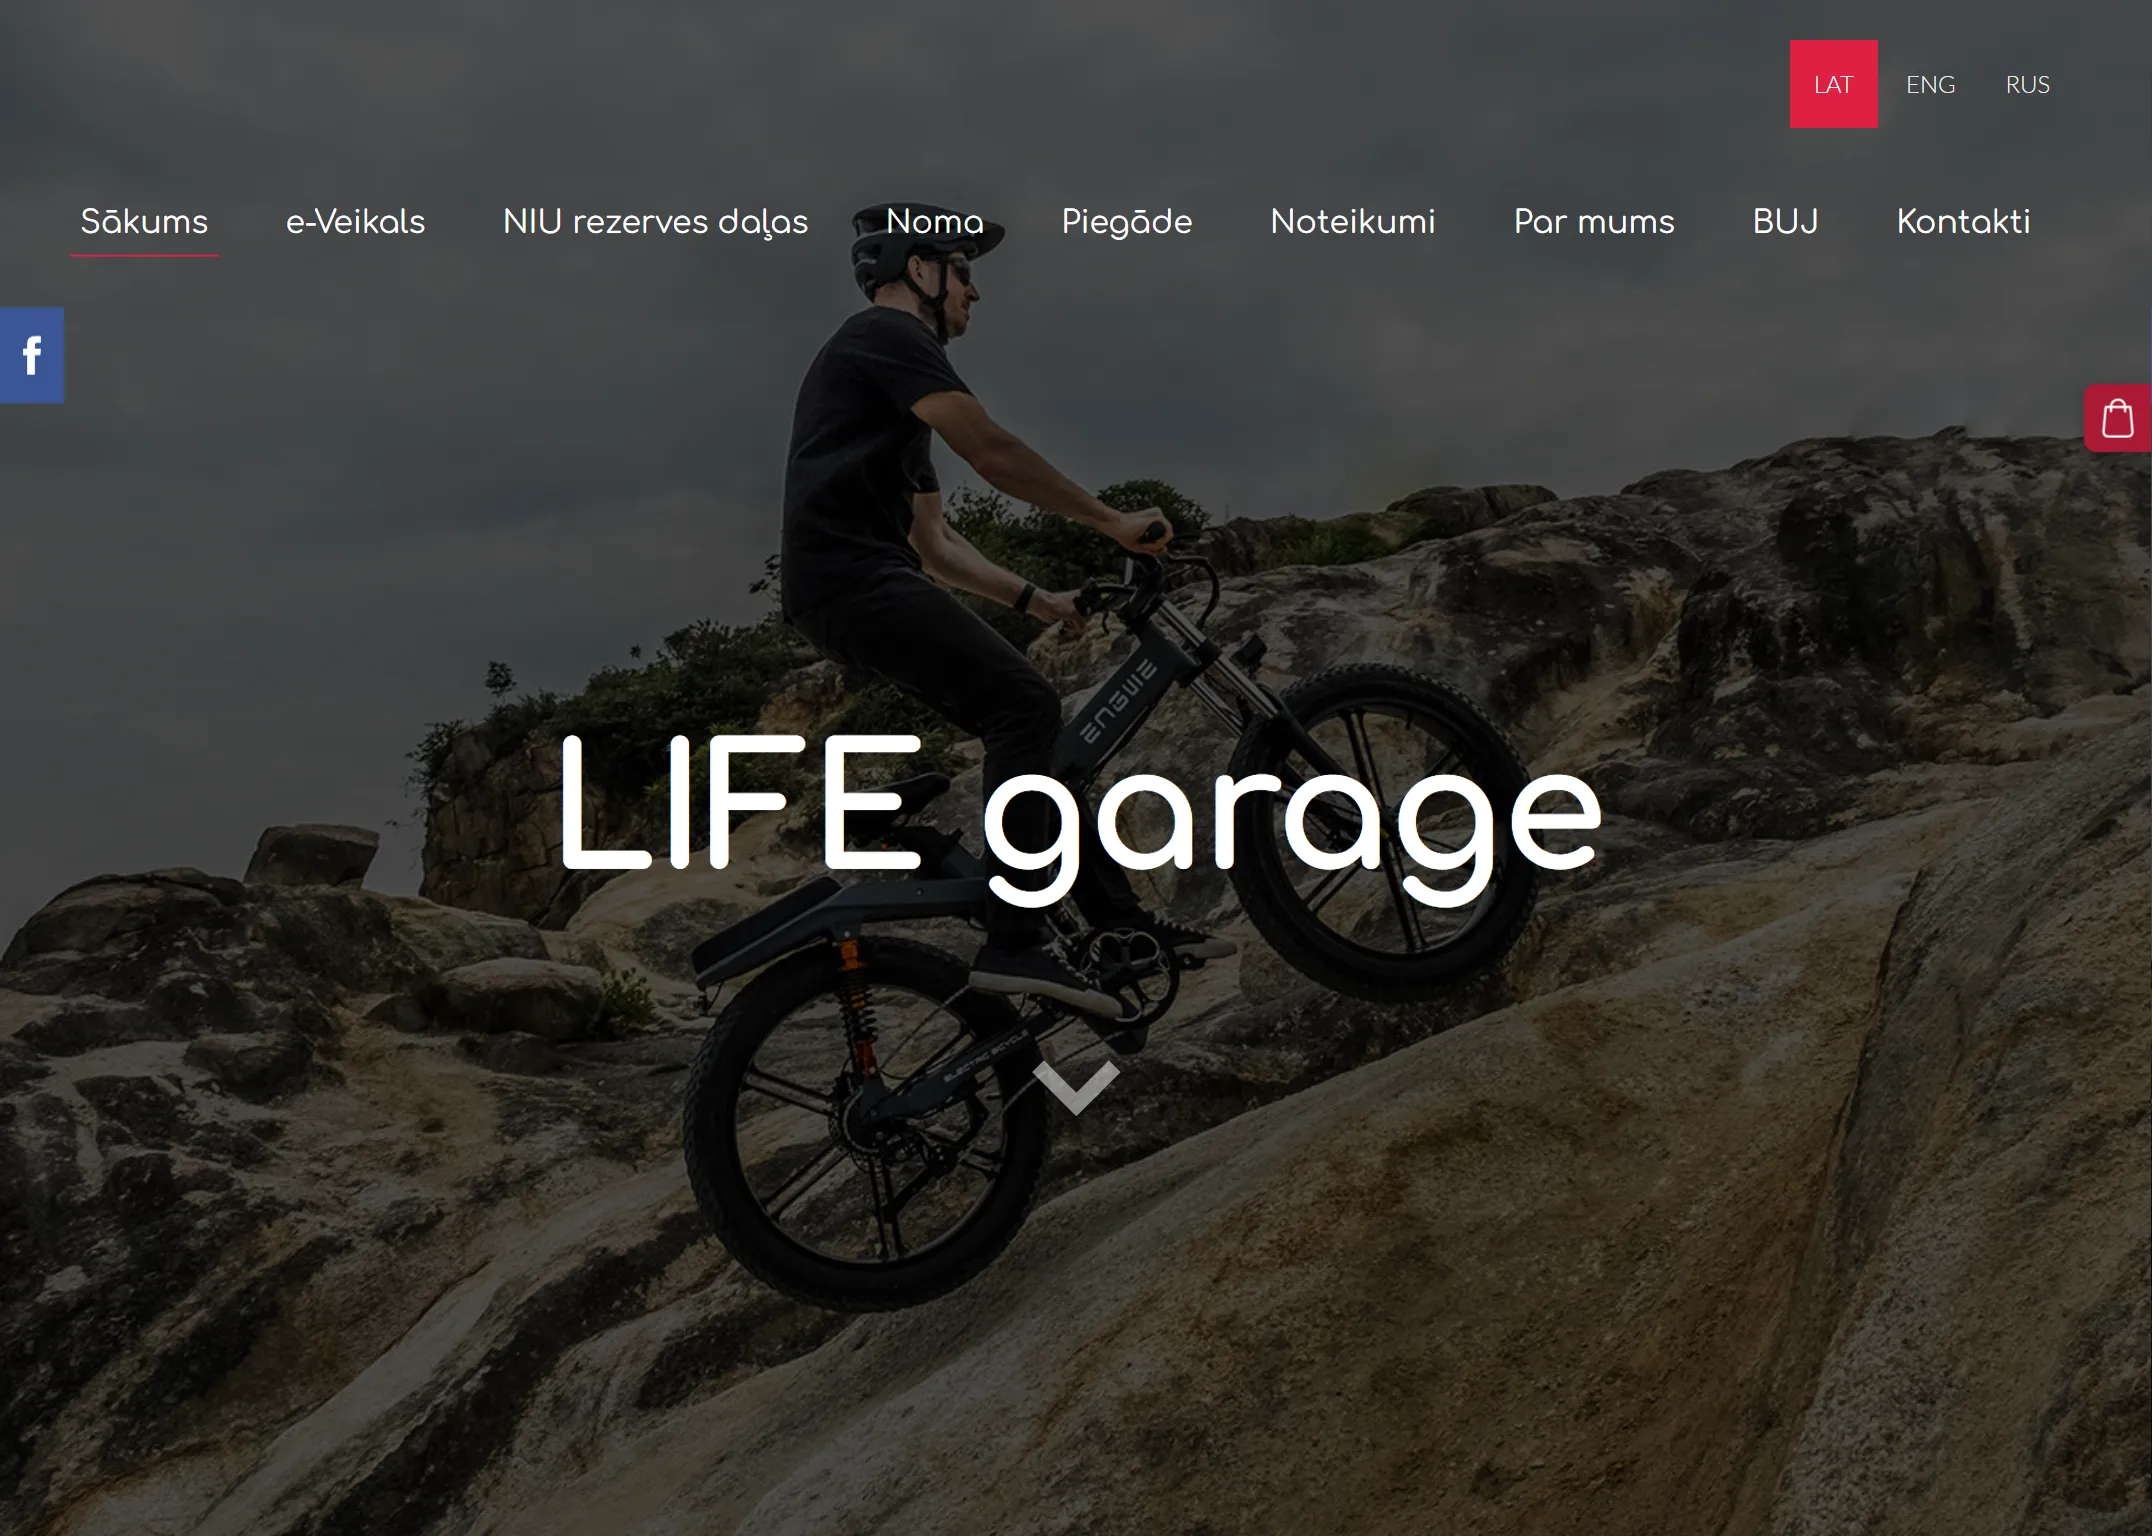 LAT ENG RUS
Sākums e-Veikals NIU rezerves daļas Noma Piegāde Noteikumi Par mums BUJ Kontakti
f
ENGWE
LIFE garage
ELECTRIC BICYCLE